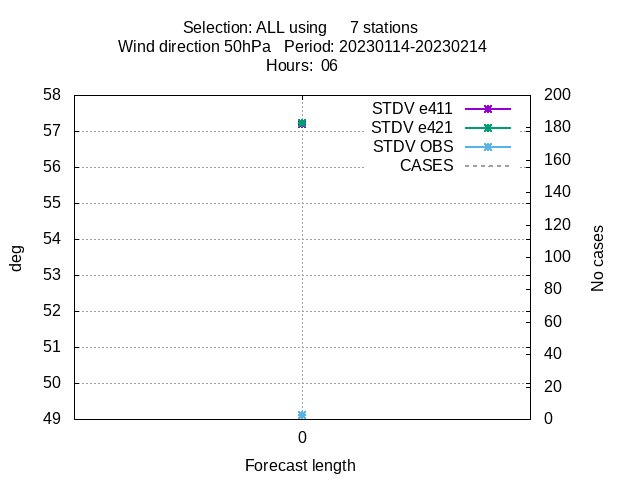 Selection: ALL using 7 stations
Wind direction 50hPa Period: 20230114-20230214
Hours: 06
58
57
56
55
54
53
52
51
50
49
deg
STDV e411
STDV e421
STDV OBS
CASES
200
180
160
140
120
100
80
60
40
20
0
No cases
0
Forecast length